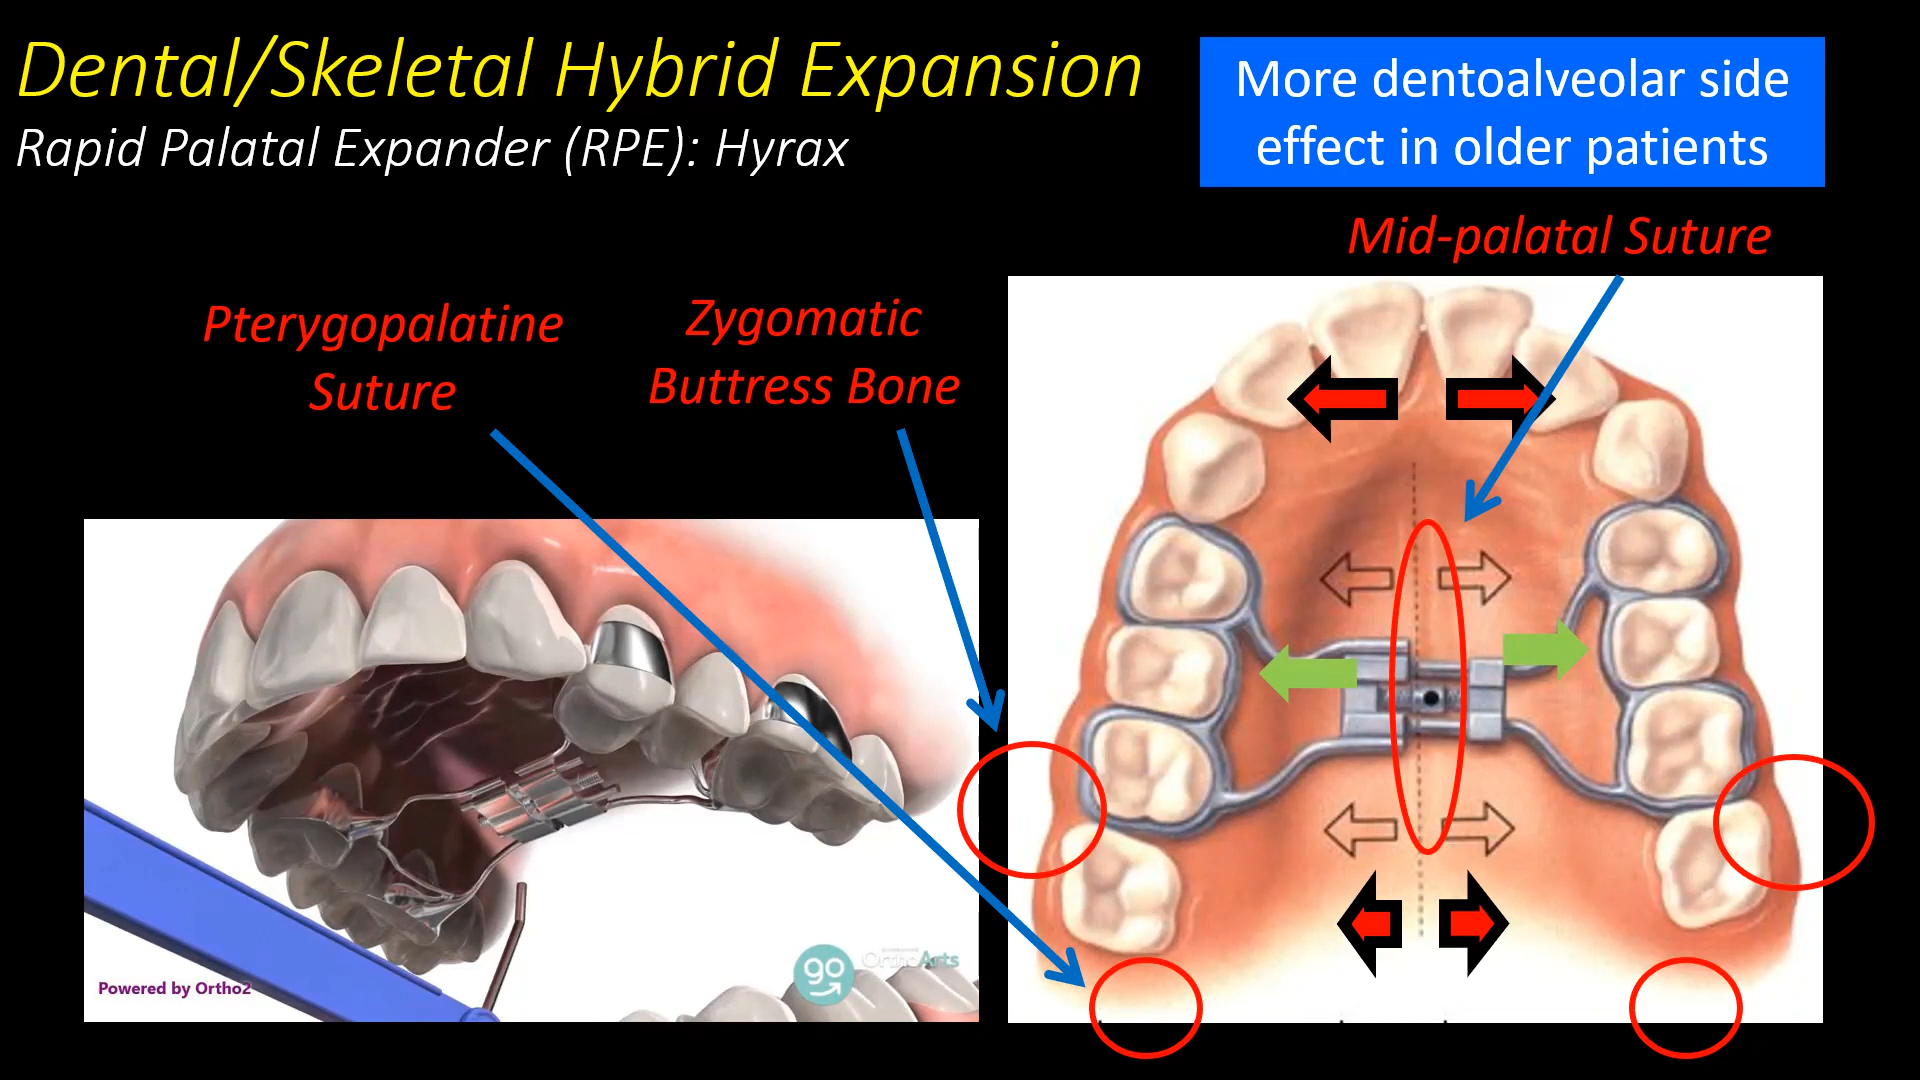 Dental/Skeletal Hybrid Expansion
Rapid Palatal Expander (RPE): Hyrax
More dentoalveolar side
effect in older patients
Mid-palatal Suture
Pterygopalatine
Suture
Zygomatic
Buttress Bone
Powered by Ortho2
go
OrthoArts